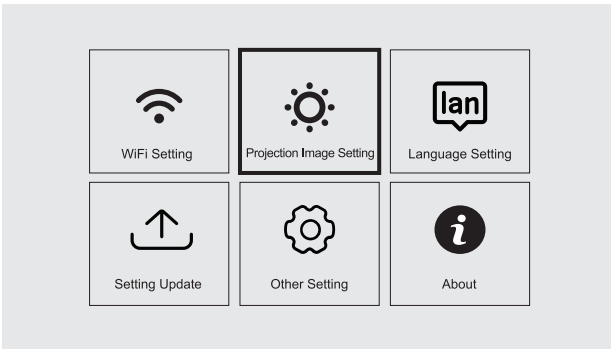 WiFi Setting
Projection Image Setting
lan
Language Setting
Setting Update
Other Setting
i
About